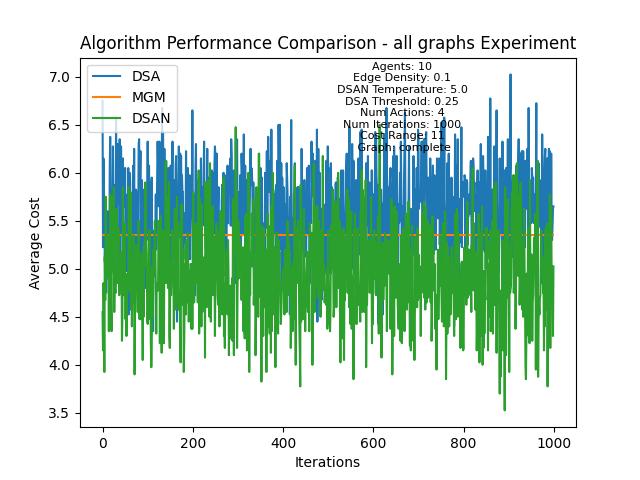 Algorithm Performance Comparison - all graphs Experiment
DSA
MGM
DSAN
Agents: 10
Edge Density: 0.1
DSAN Temperature: 5.0
DSA Threshold: 0.25
Num Actions: 4
Num Iterations: 1000
Cost Range: 11
Graph: complete
Average Cost
7.0
6.5
6.0
5.5
5.0
4.5
4.0
3.5
0
200
400
600
800
1000
Iterations